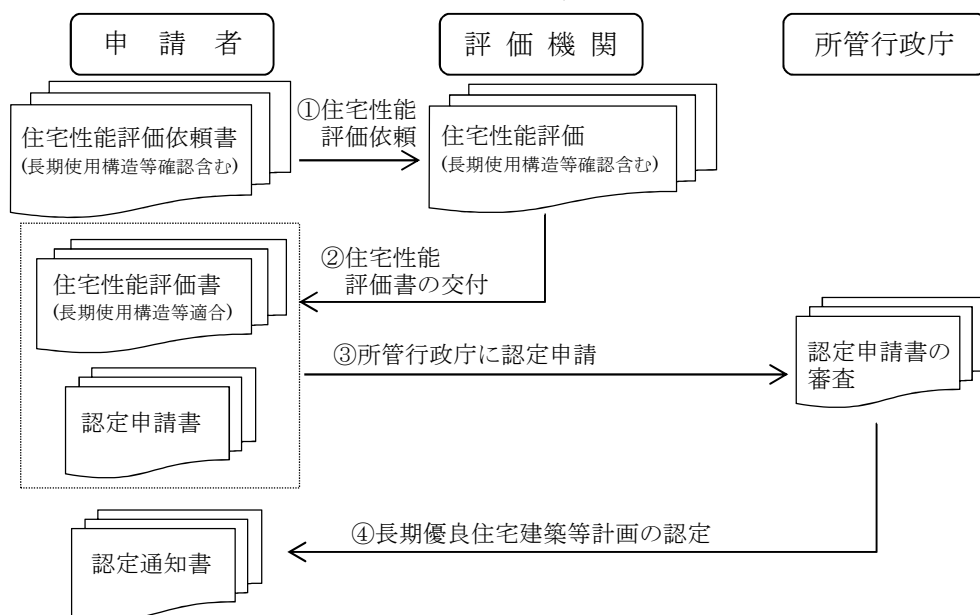 申請者
評価機関
所管行政庁
住宅性能評価依頼書
(長期使用構造等確認含む)
①住宅性能
評価依頼
住宅性能評価
(長期使用構造等確認含む)
②住宅性能
評価書の交付
住宅性能評価書
(長期使用構造等適合)
認定申請書
③所管行政庁に認定申請
認定申請書の
審査
④長期優良住宅建築等計画の認定
認定通知書